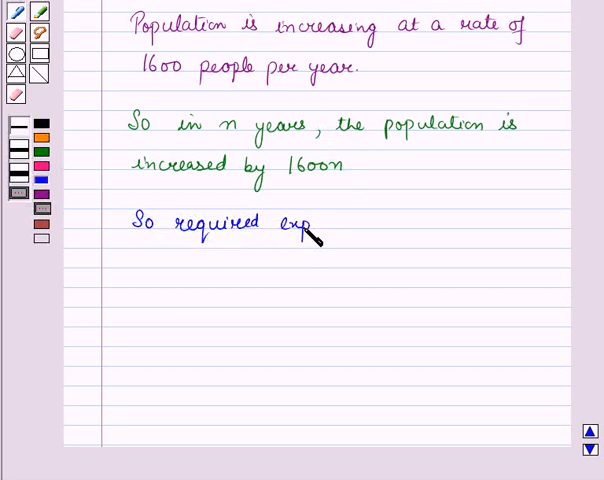 Population is increasing at a rate of
1600 people per year.
So in n years, the population is
increased by 1600n
So required exp